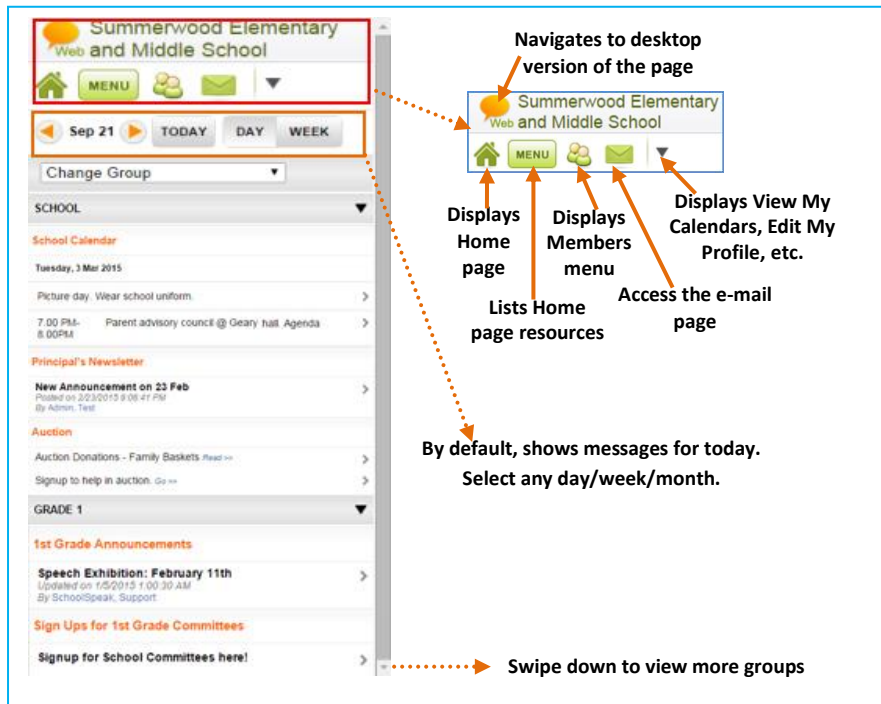 Summerwood Elementary
Web and Middle School
MENU
Sep 21 TODAY DAY WEEK
Change Group
SCHOOL
School Calendar
Tuesday, 3 Mar 2015
Picture day. Wear school uniform.
7.00 PM- Parent advisory council @ Geary hall Agenda
8.00PM
Principal's Newsletter
New Announcement on 23 Feb
Posted on 2/23/2015 9:06:41 PM
By Admin, Test
Auction
Auction Donations - Family Baskets Read >>
Signup to help in auction. Go >>
GRADE 1
1st Grade Announcements
Speech Exhibition: February 11th
Updated on 1/5/2015 1:00:30 AM
By SchoolSpeak, Support
Sign Ups for 1st Grade Committees
Signup for School Committees here!
Navigates to desktop
version of the page
Summerwood Elementary
Web and Middle School
MENU
Displays
Home
page
Displays
Members
menu
Displays View My
Calendars, Edit My
Profile, etc.
Lists Home
page resources
Access the e-mail
page
By default, shows messages for today.
Select any day/week/month.
Swipe down to view more groups